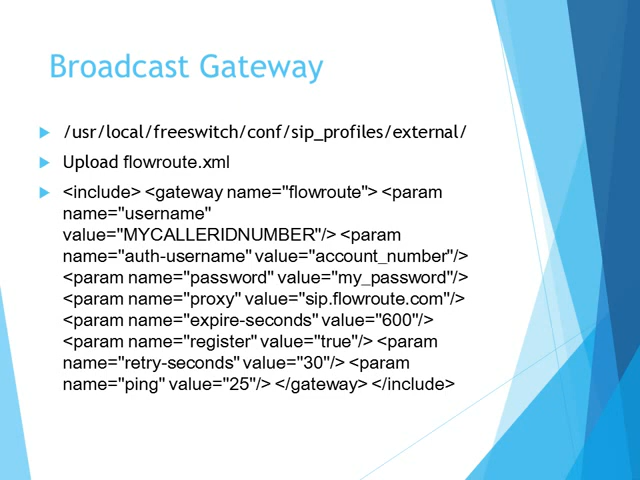 Broadcast Gateway
/usr/local/freeswitch/conf/sip_profiles/external/
Upload flowroute.xml
<include> <gateway name="flowroute"> <param
name="username"
value="MYCALLERIDNUMBER"/> <param
name="auth-username" value="account_number"/>
<param name="password" value="my_password"/>
<param name="proxy" value="sip.flowroute.com"/>
<param name="expire-seconds" value="600"/>
<param name="register" value="true"/> <param
name="retry-seconds" value="30"/> <param
name="ping" value="25"/> </gateway> </include>